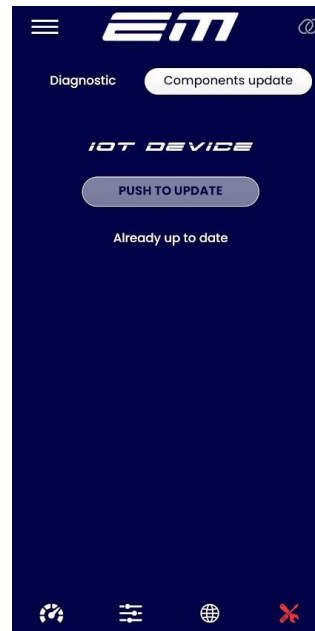 EM
Diagnostic
Components update
IOT DEVICE
PUSH TO UPDATE
Already up to date